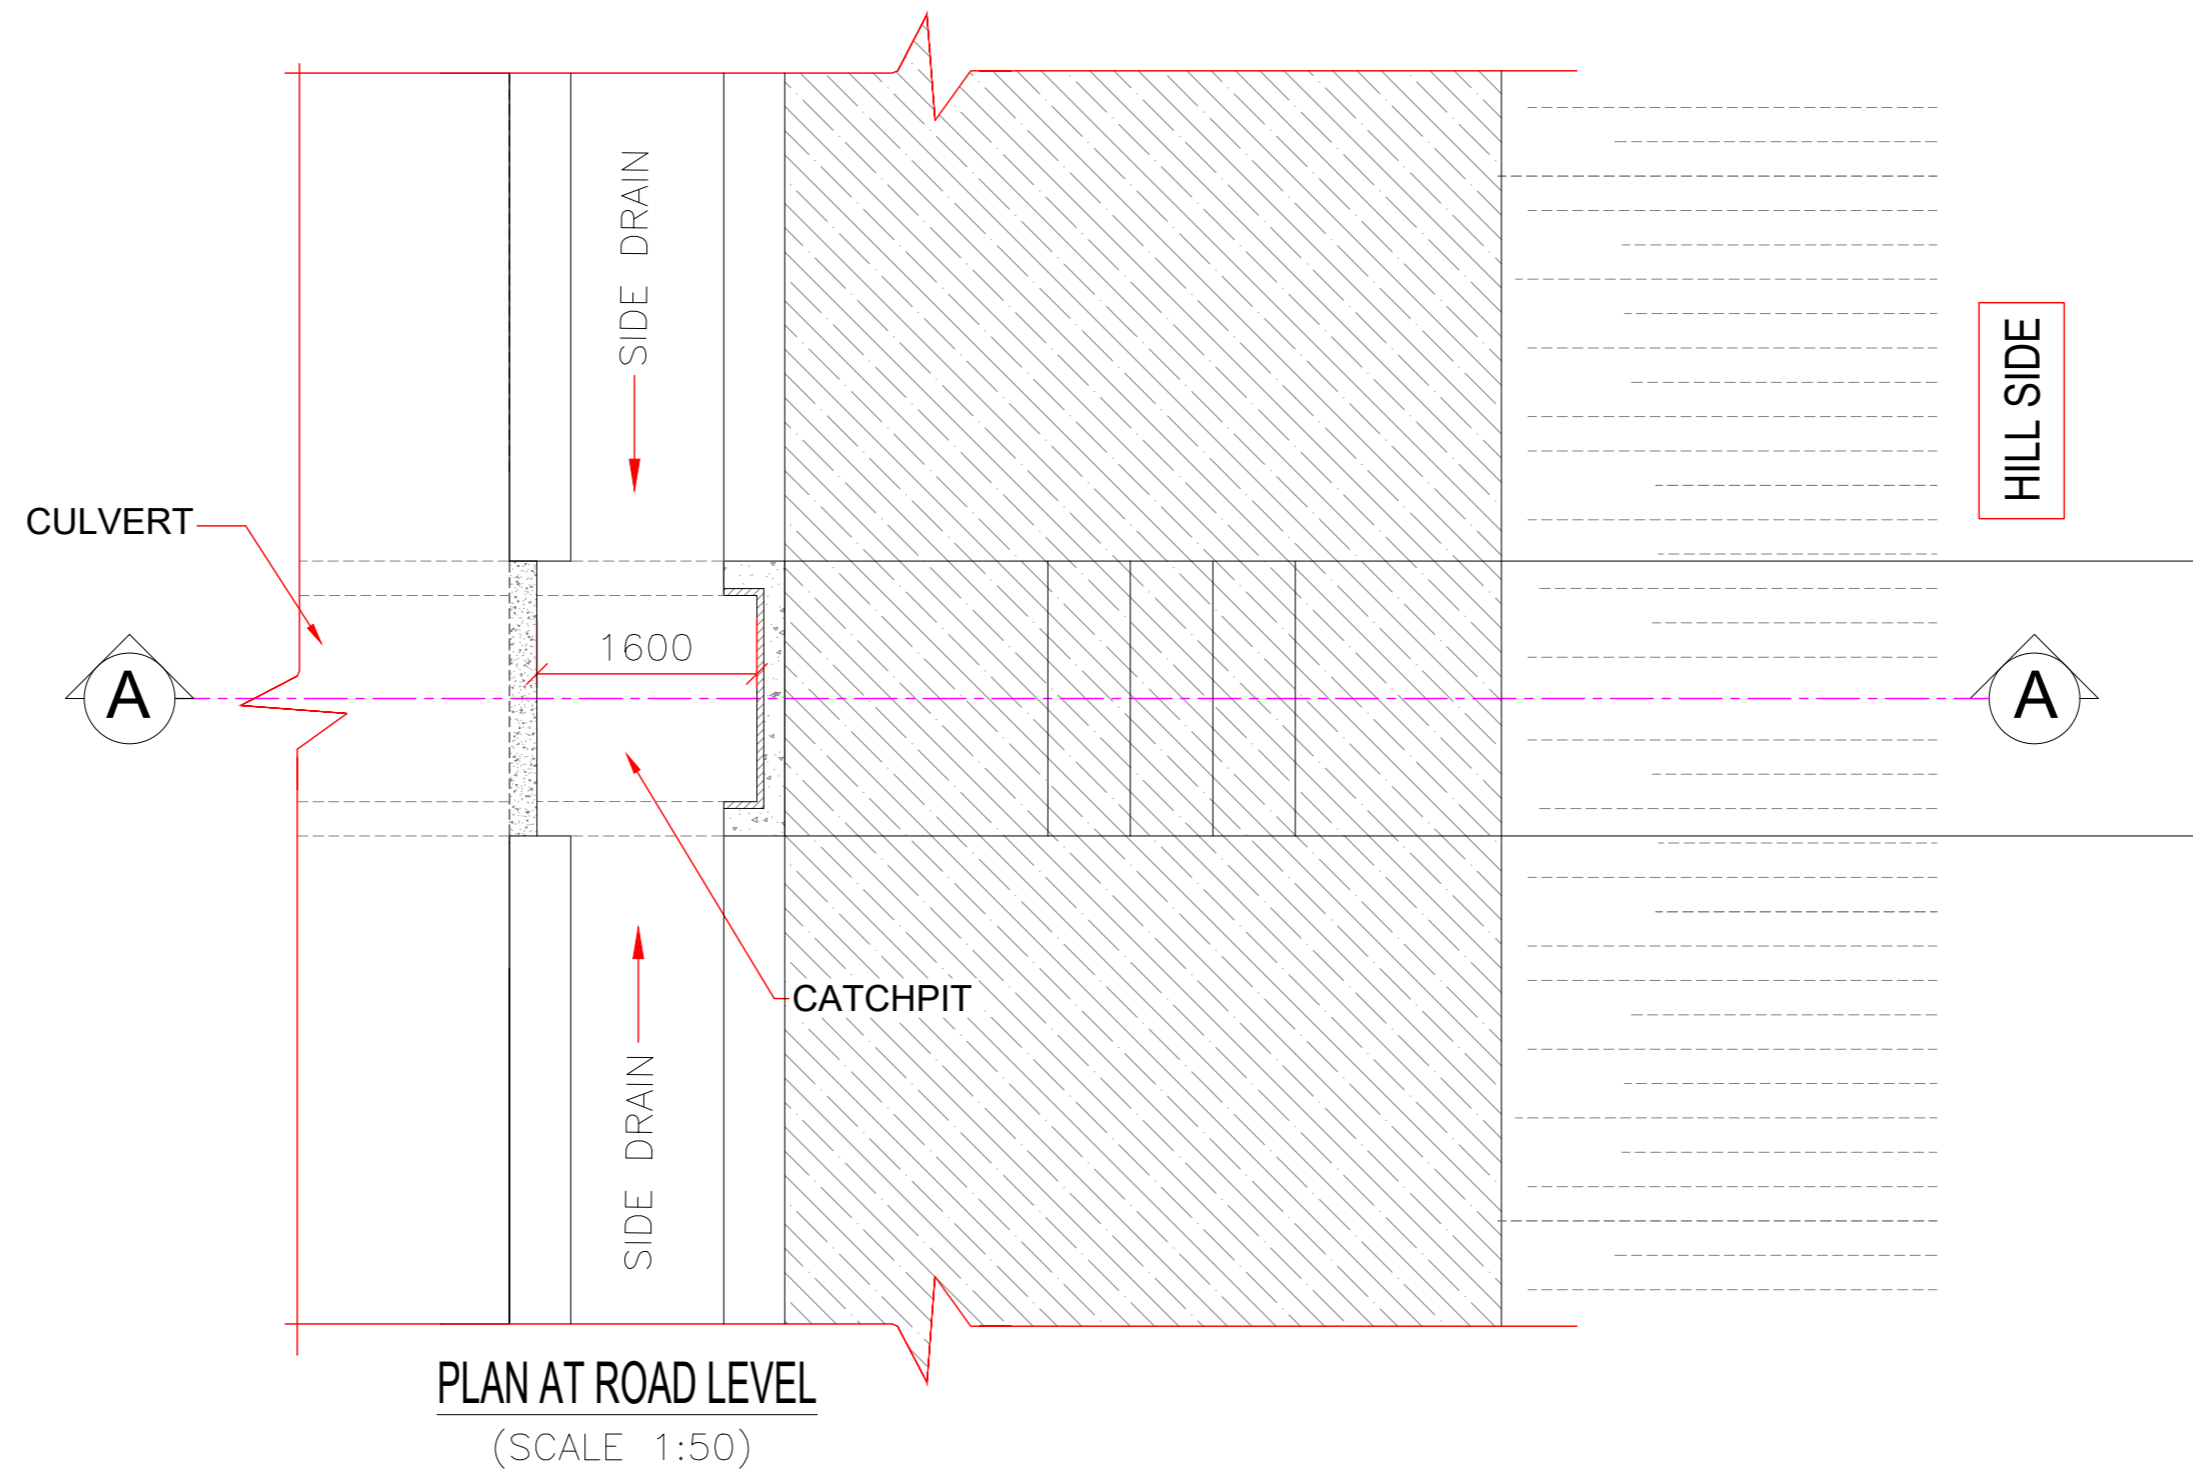 SIDE DRAIN
HILL SIDE
CULVERT
1600
A
A
CATCHPIT
SIDE DRAIN
PLAN AT ROAD LEVEL
(SCALE 1:50)